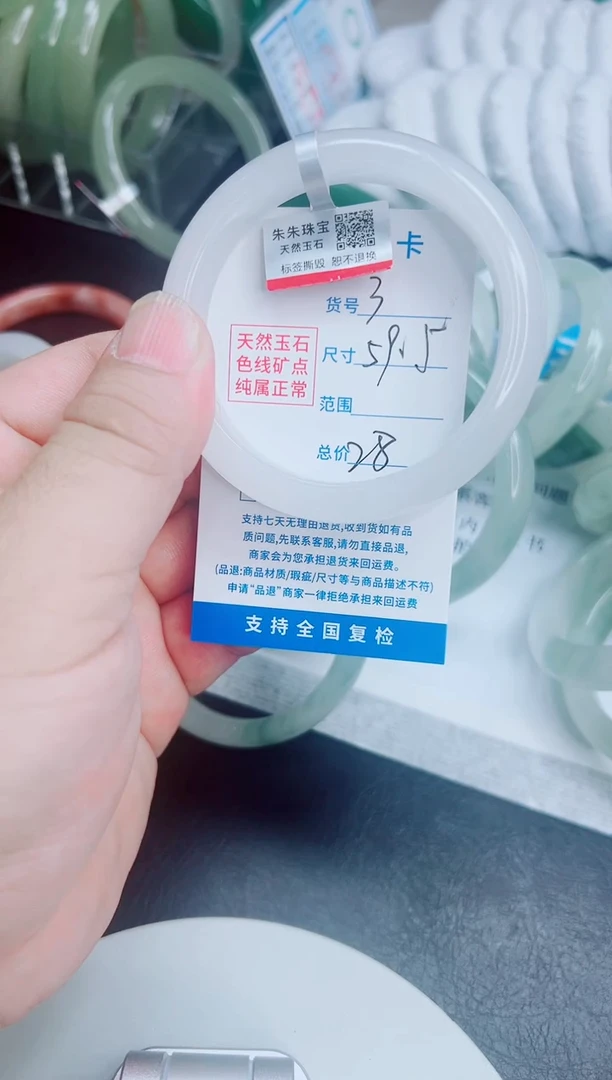 朱朱珠宝
天然玉石
标签撕毁 恕不退换
卡
货号 3
天然玉石
色线矿点
纯属正常
尺寸 59.5
范围
总价 28
支持七天无理由退货,收到货如有品
质问题,先联系客服,请勿直接品退,
商家会为您承担退货来回运费。
(品退:商品材质/瑕疵/尺寸等与商品描述不符)
申请“品退”商家一律拒绝承担来回运费
支持全国复检